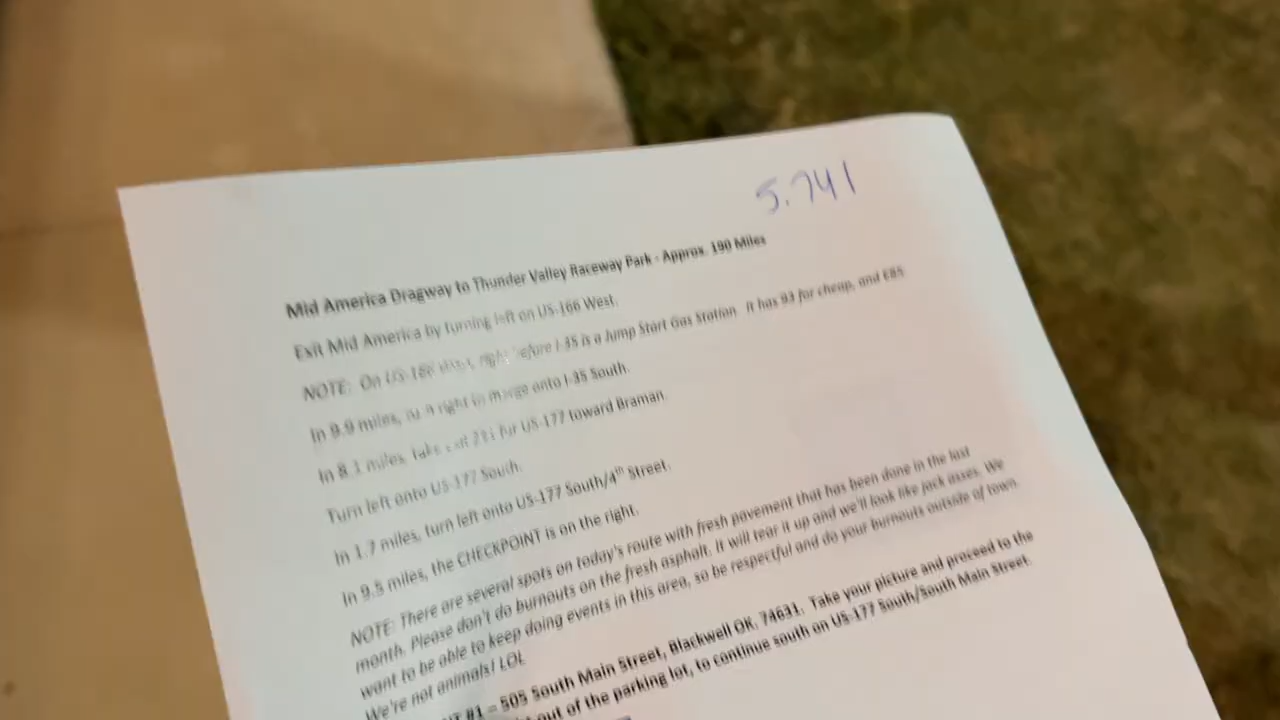 5.741
Mid America Dragway to Thunder Valley Raceway Park - Approx. 190 Miles
Exit Mid America by turning left on US-166 West.
NOTE: On US-166 West, right before I-35 is a Jump Start Gas Station. It has 93 for cheap, and E85
In 9.9 miles, turn right to merge onto I-35 South.
In 8.1 miles, take exit 231 for US-177 toward Braman.
Turn left onto US-177 South.
In 1.7 miles, turn left onto US-177 South/4th Street.
In 9.5 miles, the CHECKPOINT is on the right.
NOTE: There are several spots on today's route with fresh pavement that has been done in the last
month. Please don't do burnouts on the fresh asphalt. It will tear it up and we'll look like jack asses. We
want to be able to keep doing events in this area, so be respectful and do your burnouts outside of town.
We're not animals! LOL
#1 = 505 South Main Street, Blackwell OK, 74631. Take your picture and proceed to the
out of the parking lot, to continue south on US-177 South/South Main Street.